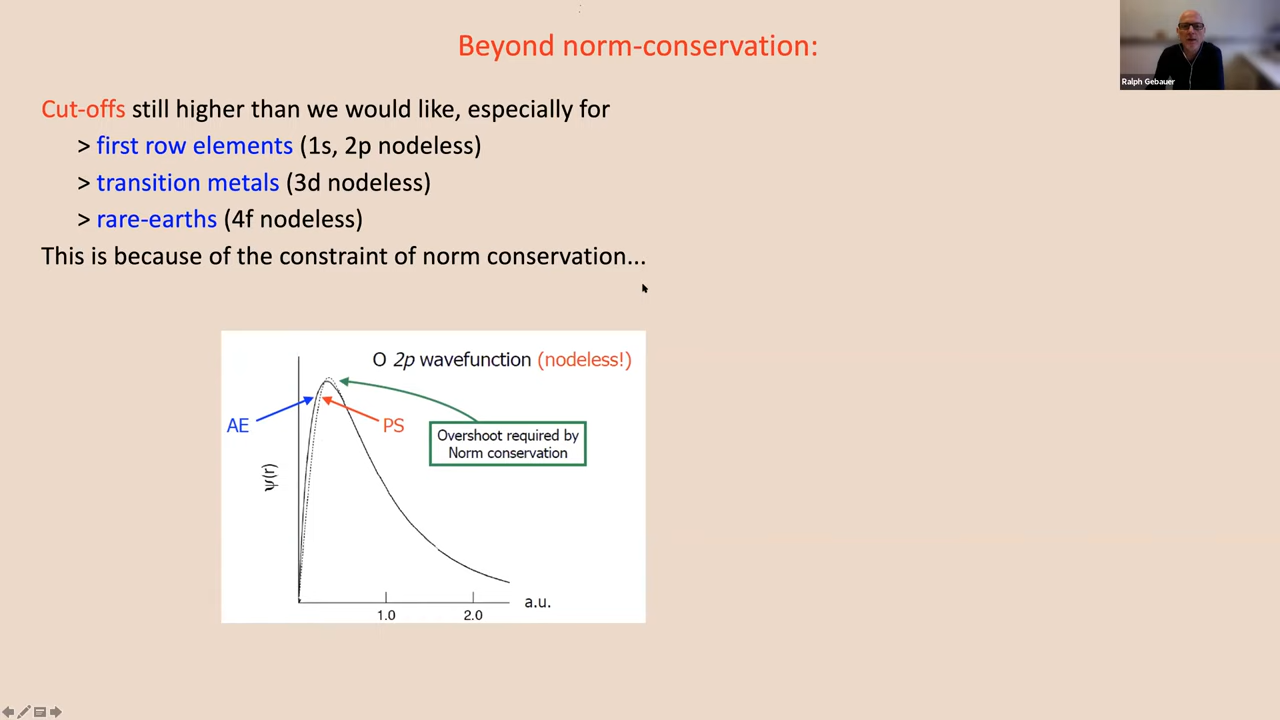 Beyond norm-conservation:
Ralph Gebauer
Cut-offs still higher than we would like, especially for
> first row elements (1s, 2p nodeless)
> transition metals (3d nodeless)
> rare-earths (4f nodeless)
This is because of the constraint of norm conservation...
O 2p wavefunction (nodeless!)
AE
PS
Overshoot required by
Norm conservation
ψ(r)
1.0
2.0
a.u.